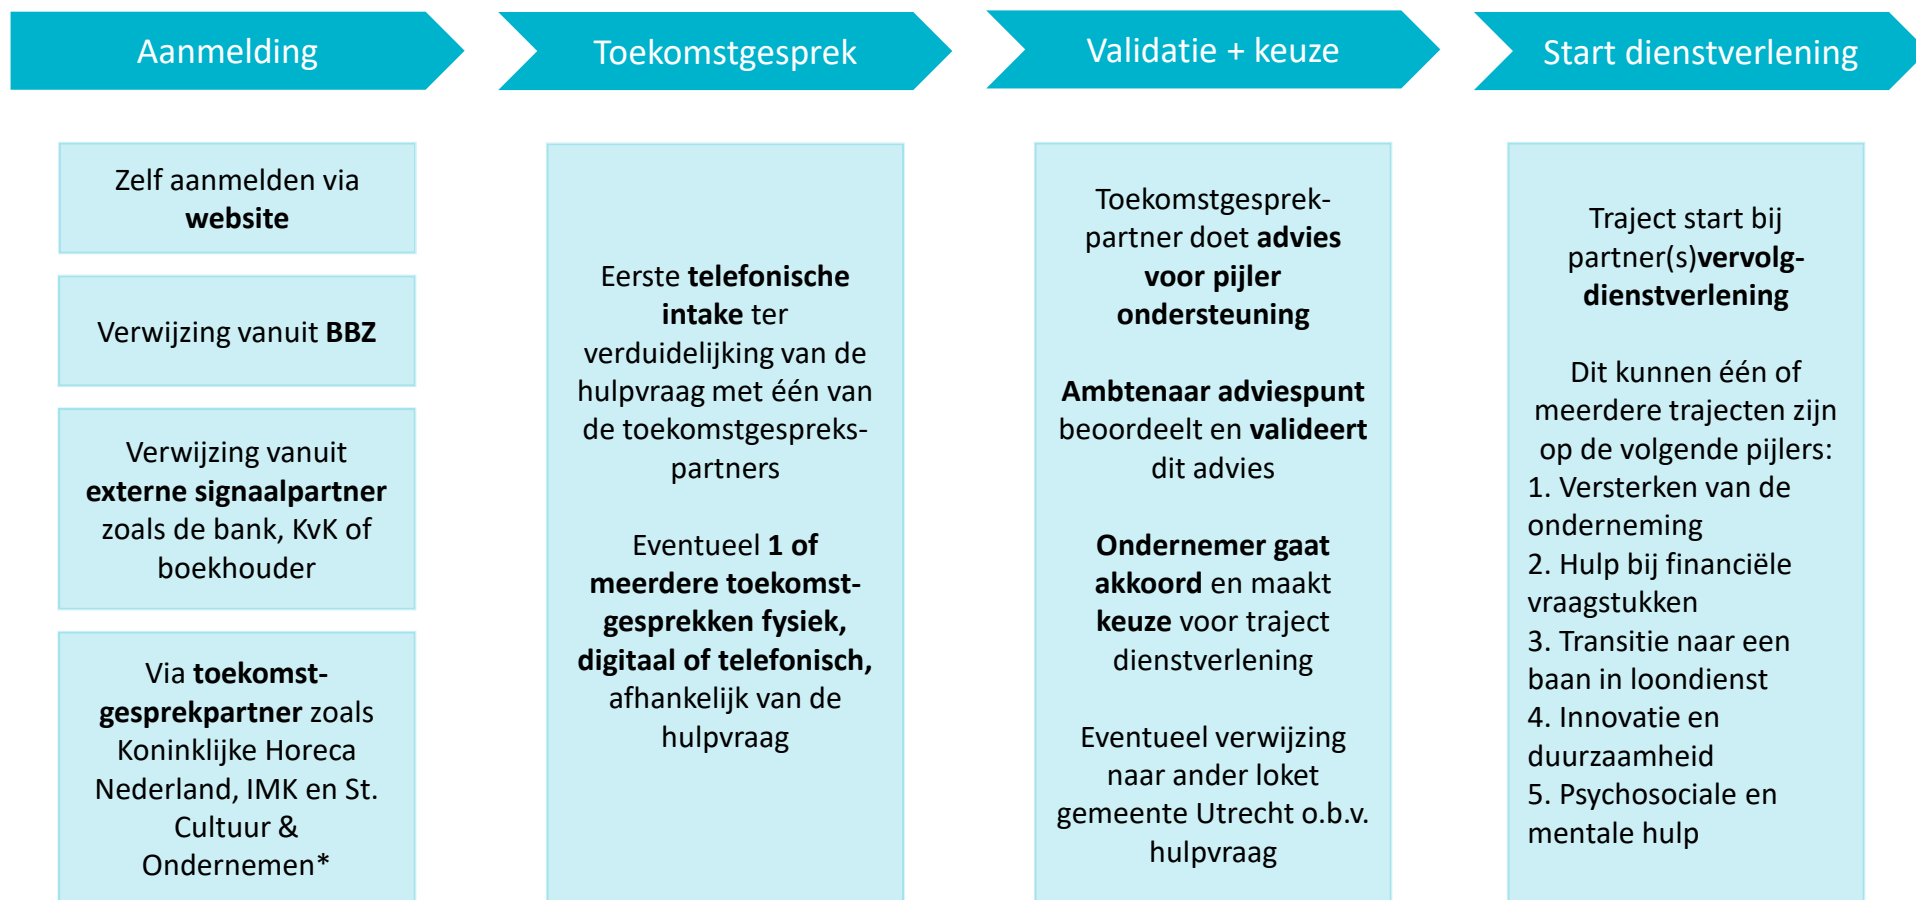 Aanmelding
Zelf aanmelden via
website
Verwijzing vanuit BBZ
Verwijzing vanuit
externe signaalpartner
zoals de bank, KvK of
boekhouder
Via toekomst-
gesprekpartner zoals
Koninklijke Horeca
Nederland, IMK en St.
Cultuur &
Ondernemen*
Toekomstgesprek
Eerste telefonische
intake ter
verduidelijking van de
hulpvraag met één van
de toekomstgespreks-
partners
Eventueel 1 of
meerdere toekomst-
gesprekken fysiek,
digitaal of telefonisch,
afhankelijk van de
hulpvraag
Validatie + keuze
Toekomstgesprek-
partner doet advies
voor pijler
ondersteuning
Ambtenaar adviespunt
beoordeelt en valideert
dit advies
Ondernemer gaat
akkoord en maakt
keuze voor traject
dienstverlening
Eventueel verwijzing
naar ander loket
gemeente Utrecht o.b.v.
hulpvraag
Start dienstverlening
Traject start bij
partner(s)vervolg-
dienstverlening
Dit kunnen één of
meerdere trajecten zijn
op de volgende pijlers:
1. Versterken van de
onderneming
2. Hulp bij financiële
vraagstukken
3. Transitie naar een
baan in loondienst
4. Innovatie en
duurzaamheid
5. Psychosociale en
mentale hulp